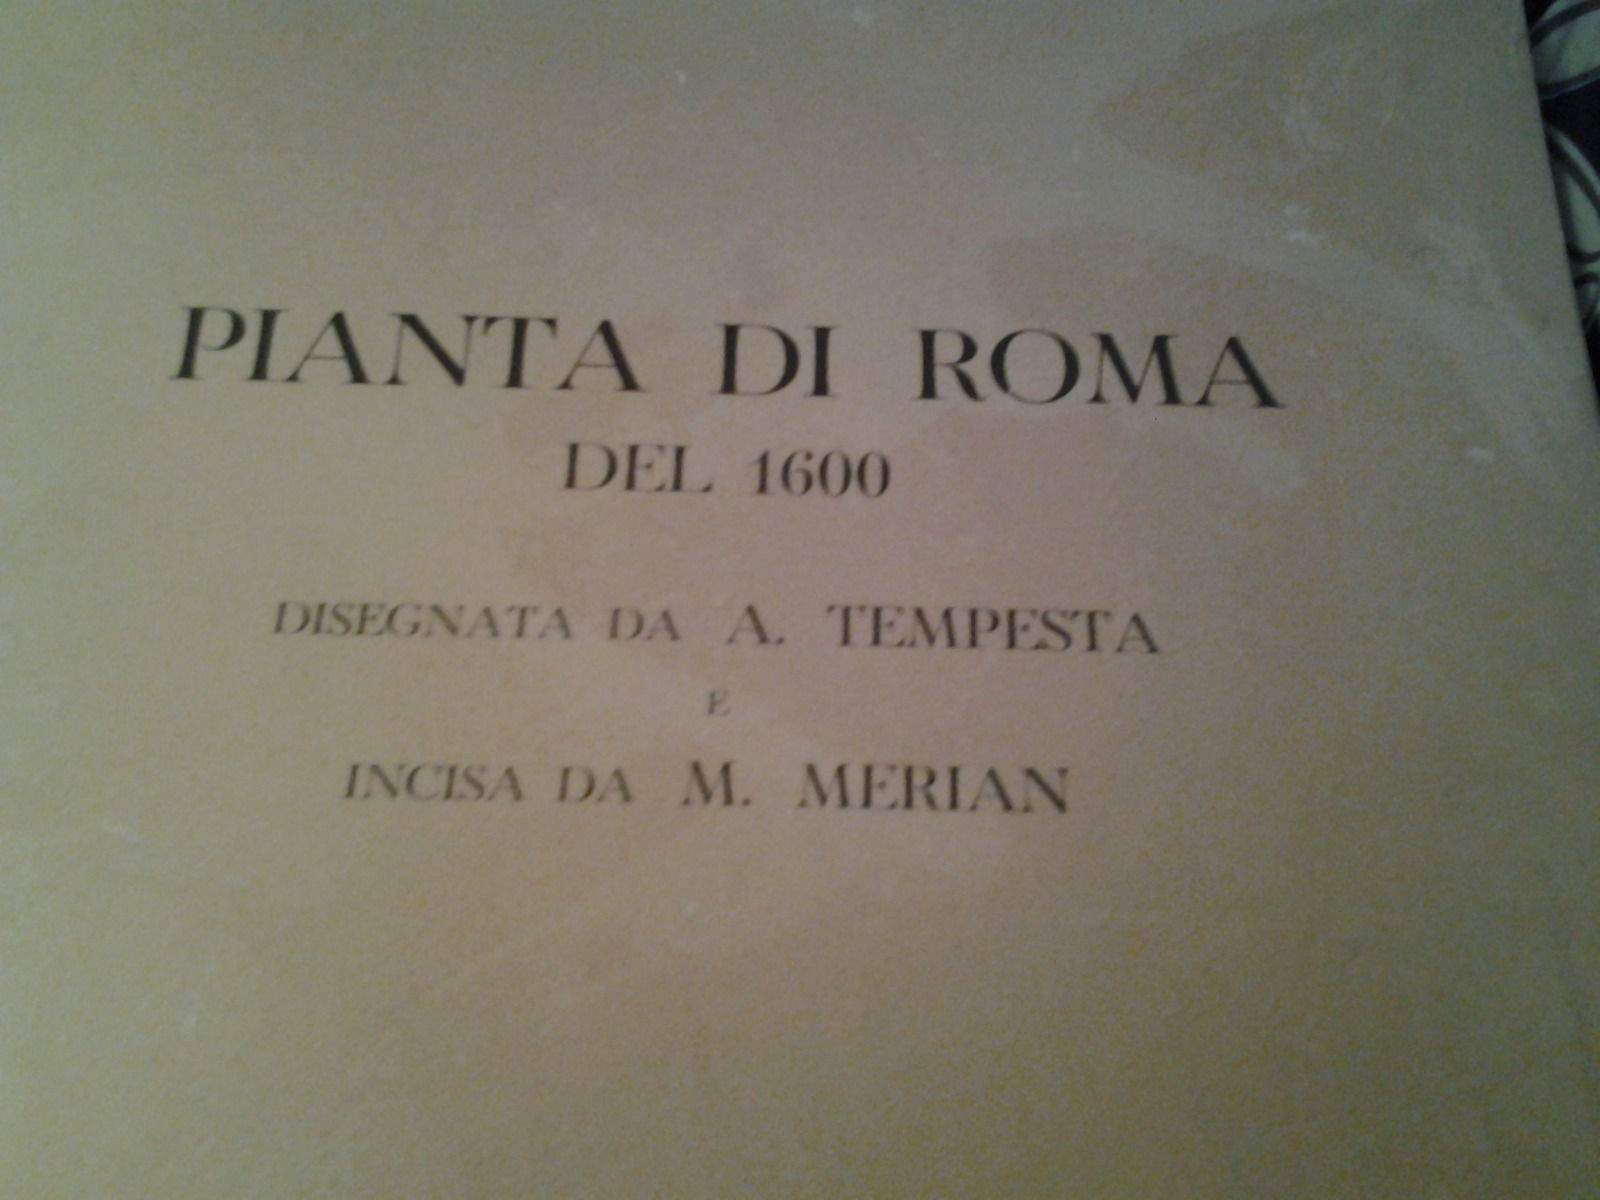 PIANTA DI ROMA
DEL 1600
DISEGNATA DA A. TEMPESTA
E
INCISA DA M. MERIAN